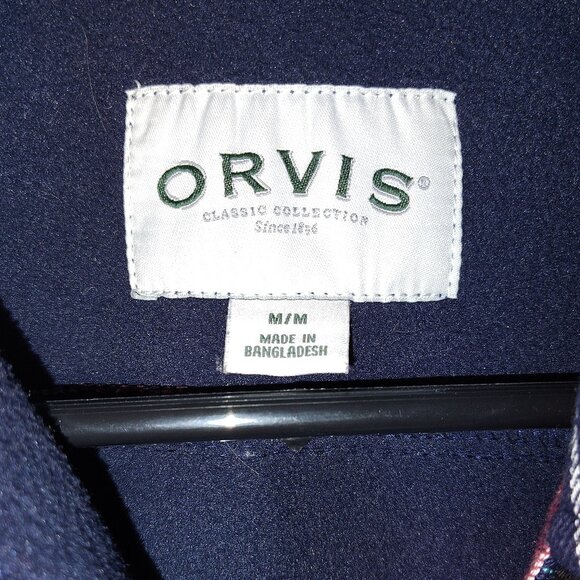 ORVIS®
CLASSIC COLLECTION
Since 1856
M/M
MADE IN
BANGLADESH